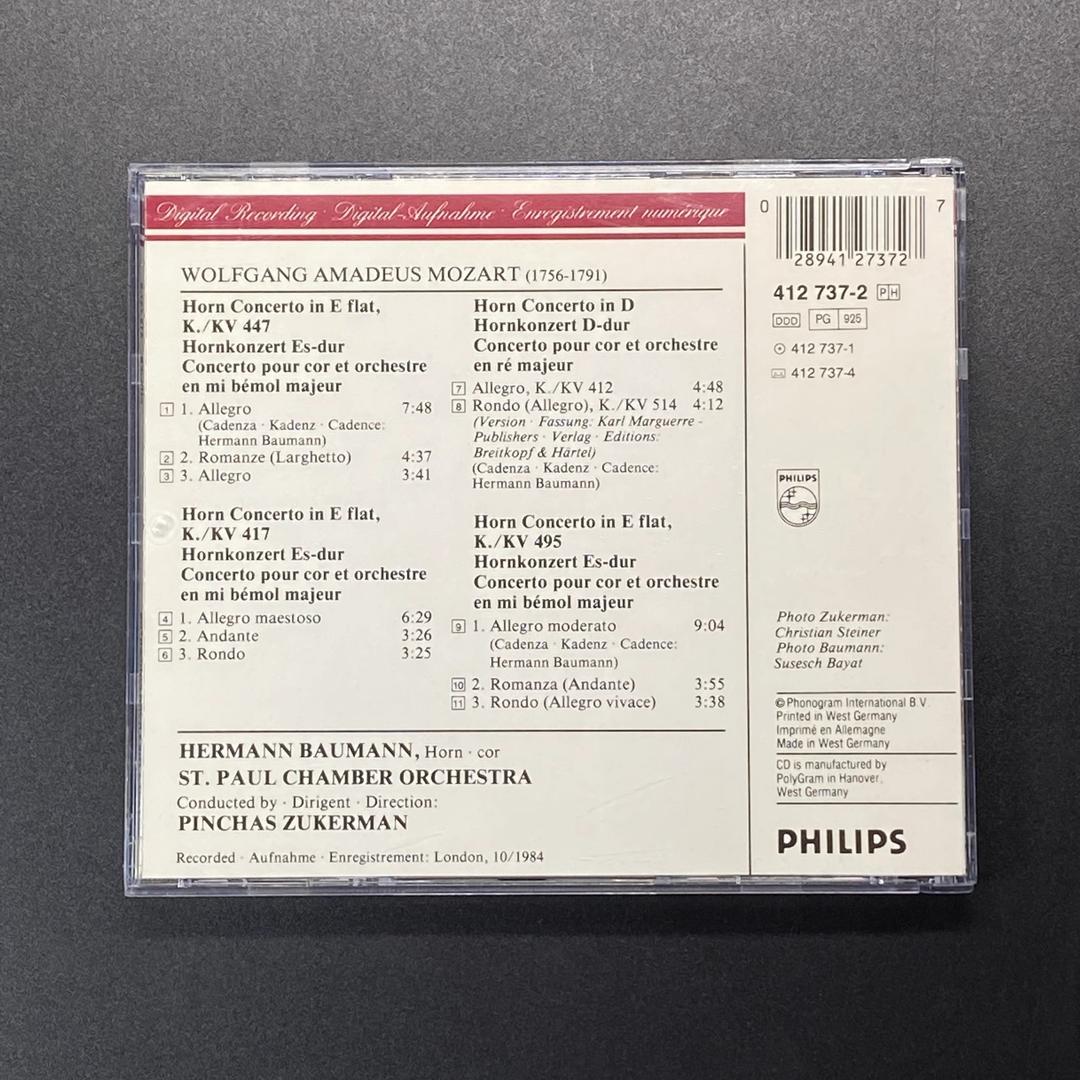 Digital Recording · Digital-Aufnahme · Enregistrement numérique
WOLFGANG AMADEUS MOZART (1756-1791)
Horn Concerto in E flat,
K./KV 447
Hornkonzert Es-dur
Concerto pour cor et orchestre
en mi bémol majeur
1 1. Allegro 7:48
(Cadenza · Kadenz · Cadence:
Hermann Baumann)
2 2. Romanze (Larghetto) 4:37
3 3. Allegro 3:41
Horn Concerto in E flat,
K./KV 417
Hornkonzert Es-dur
Concerto pour cor et orchestre
en mi bémol majeur
4 1. Allegro maestoso 6:29
5 2. Andante 3:26
6 3. Rondo 3:25
Horn Concerto in D
Hornkonzert D-dur
Concerto pour cor et orchestre
en ré majeur
7 Allegro, K./KV 412 4:48
8 Rondo (Allegro), K./KV 514 4:12
(Version · Fassung: Karl Marguerre -
Publishers · Verlag · Editions:
Breitkopf & Härtel)
(Cadenza · Kadenz · Cadence:
Hermann Baumann)
Horn Concerto in E flat,
K./KV 495
Hornkonzert Es-dur
Concerto pour cor et orchestre
en mi bémol majeur
9 1. Allegro moderato 9:04
(Cadenza · Kadenz · Cadence:
Hermann Baumann)
10 2. Romanza (Andante) 3:55
11 3. Rondo (Allegro vivace) 3:38
HERMANN BAUMANN, Horn · cor
ST. PAUL CHAMBER ORCHESTRA
Conducted by · Dirigent · Direction:
PINCHAS ZUKERMAN
Recorded · Aufnahme · Enregistrement: London, 10/1984
0 28941 27372 7
412 737-2 PH
DDD PG 925
412 737-1
412 737-4
PHILIPS
Photo Zukerman:
Christian Steiner
Photo Baumann:
Susesch Bayat
© Phonogram International B.V.
Printed in West Germany
Imprimé en Allemagne
Made in West Germany
CD is manufactured by
PolyGram in Hanover,
West Germany
PHILIPS